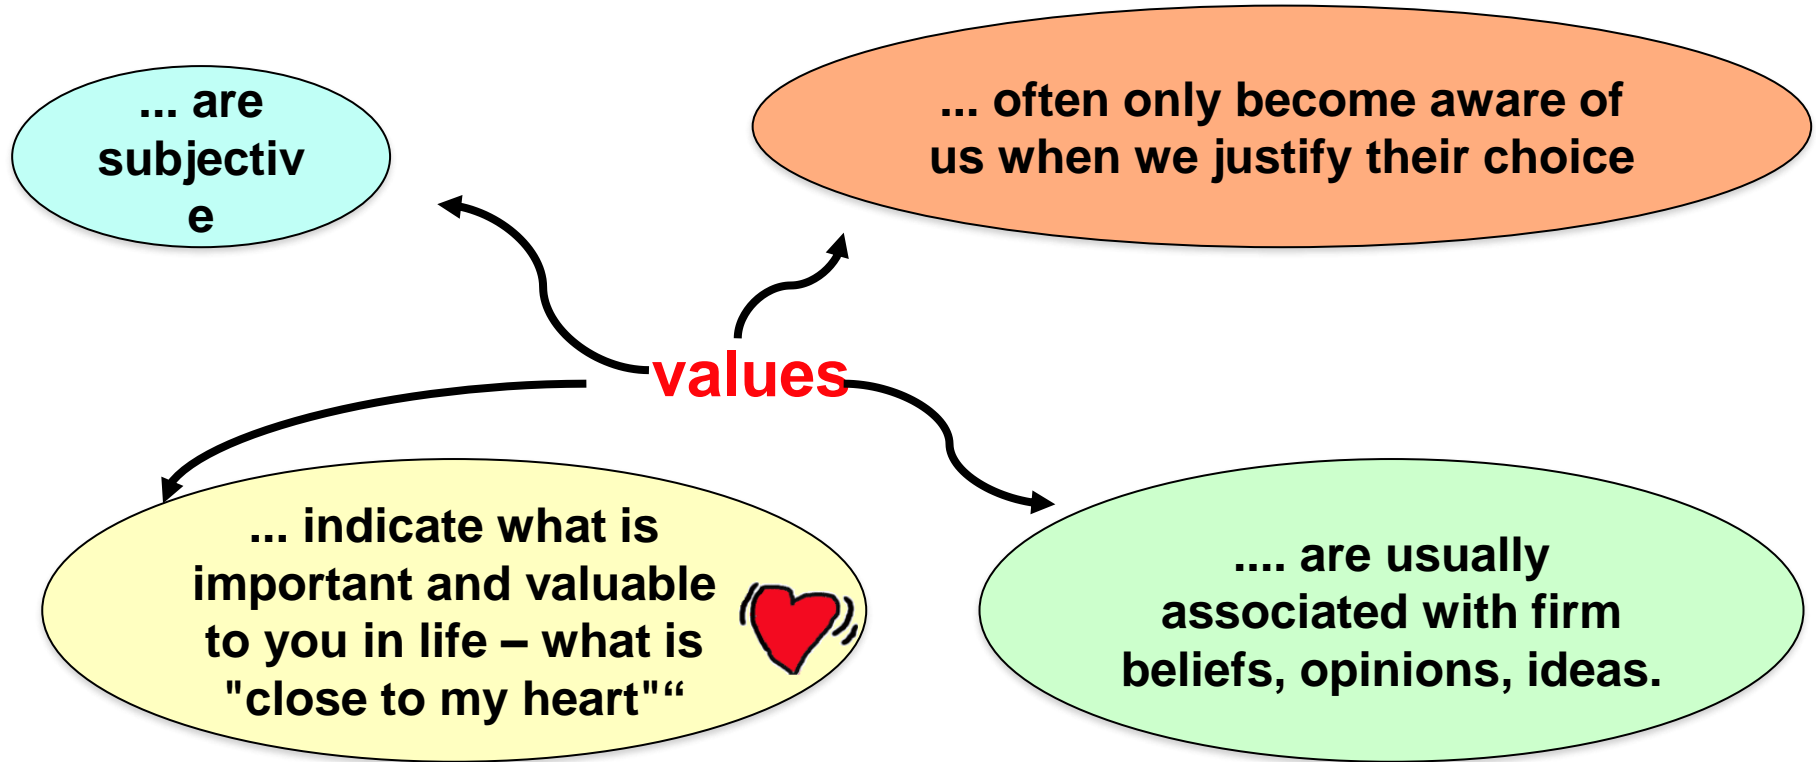 ... are
subjectiv
e
... often only become aware of
us when we justify their choice
values
... indicate what is
important and valuable
to you in life – what is
"close to my heart"“
.... are usually
associated with firm
beliefs, opinions, ideas.